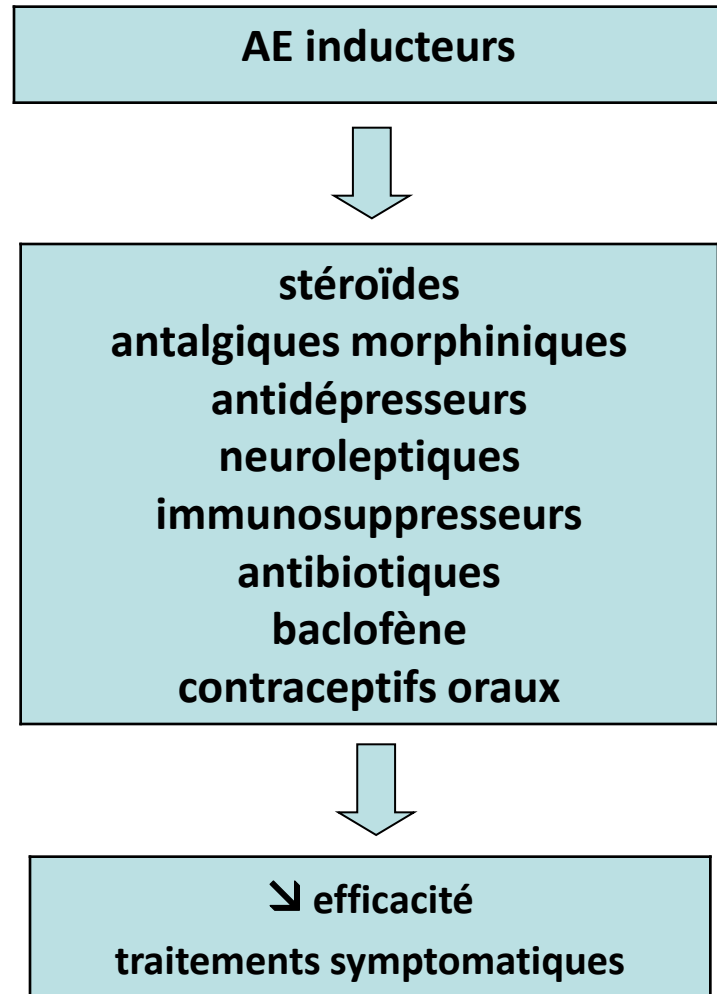 AE inducteurs
stéroïdes
antalgiques morphiniques
antidépresseurs
neuroleptiques
immunosuppresseurs
antibiotiques
baclofène
contraceptifs oraux
➘ efficacité
traitements symptomatiques